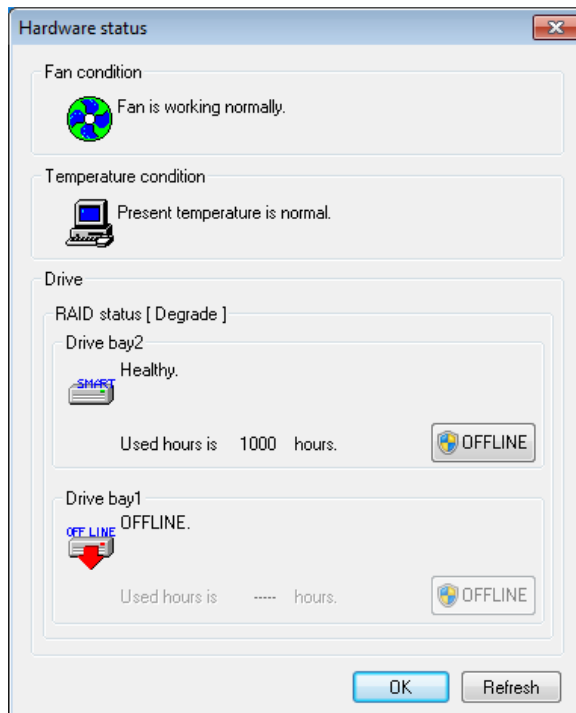 Hardware status
Fan condition
Fan is working normally.
Temperature condition
Present temperature is normal.
Drive
RAID status [ Degrade ]
Drive bay2
SMART
Healthy.
Used hours is 1000 hours.
OFFLINE
Drive bay1
OFF LINE
OFFLINE.
Used hours is ----- hours.
OFFLINE
OK Refresh